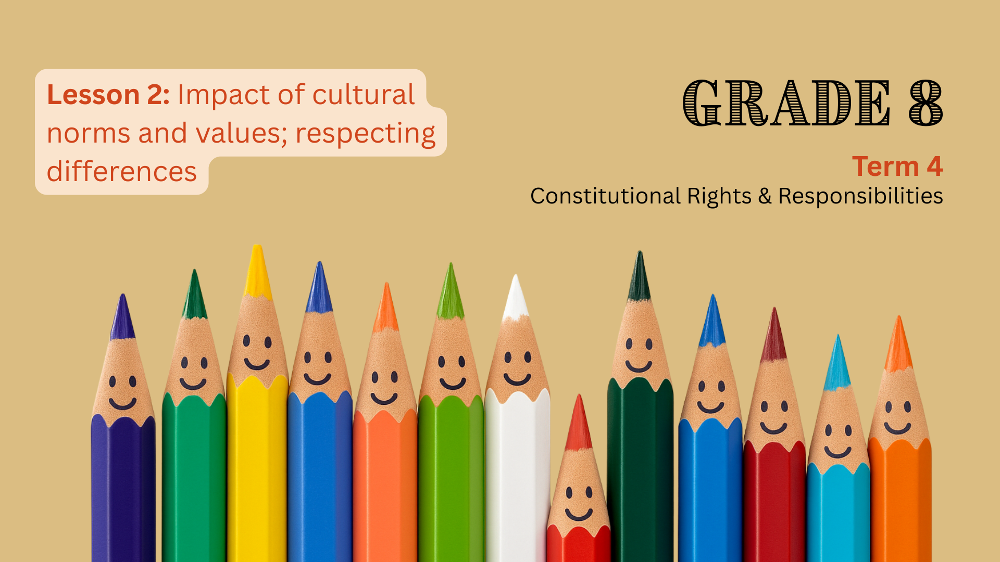 Lesson 2: Impact of cultural
norms and values; respecting
differences
GRADE 8
Term 4
Constitutional Rights & Responsibilities